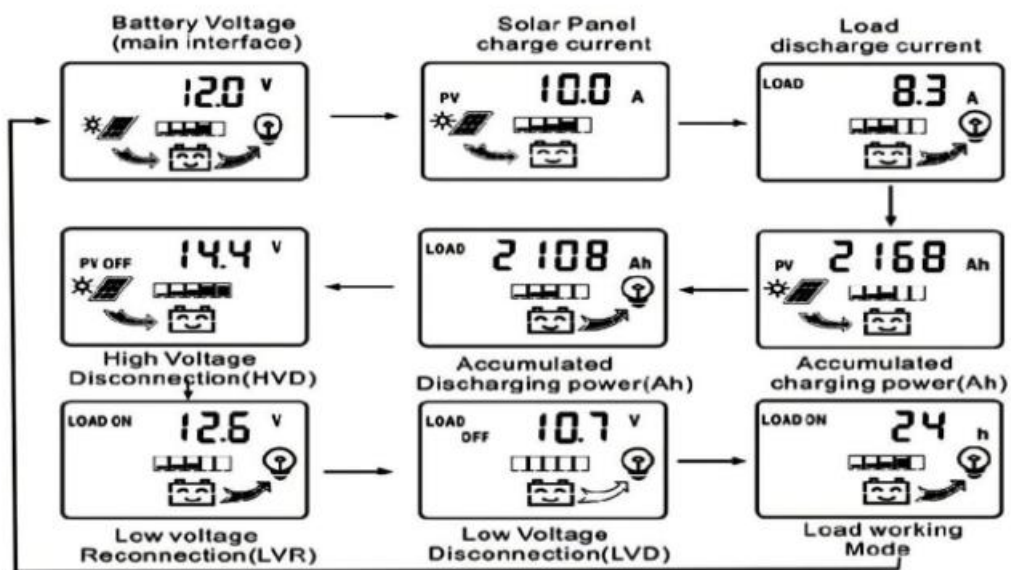 Battery Voltage
(main interface)
12.0 V
Solar Panel
charge current
PV
10.0 A
Load
discharge current
LOAD
8.3 A
PV OFF
14.4 V
High Voltage
Disconnection(HVD)
LOAD
2108 Ah
Accumulated
Discharging power(Ah)
PV
2168 Ah
Accumulated
charging power(Ah)
LOAD ON
12.6 V
Low voltage
Reconnection(LVR)
LOAD
OFF
10.7 V
Low Voltage
Disconnection(LVD)
LOAD ON
24 h
Load working
Mode